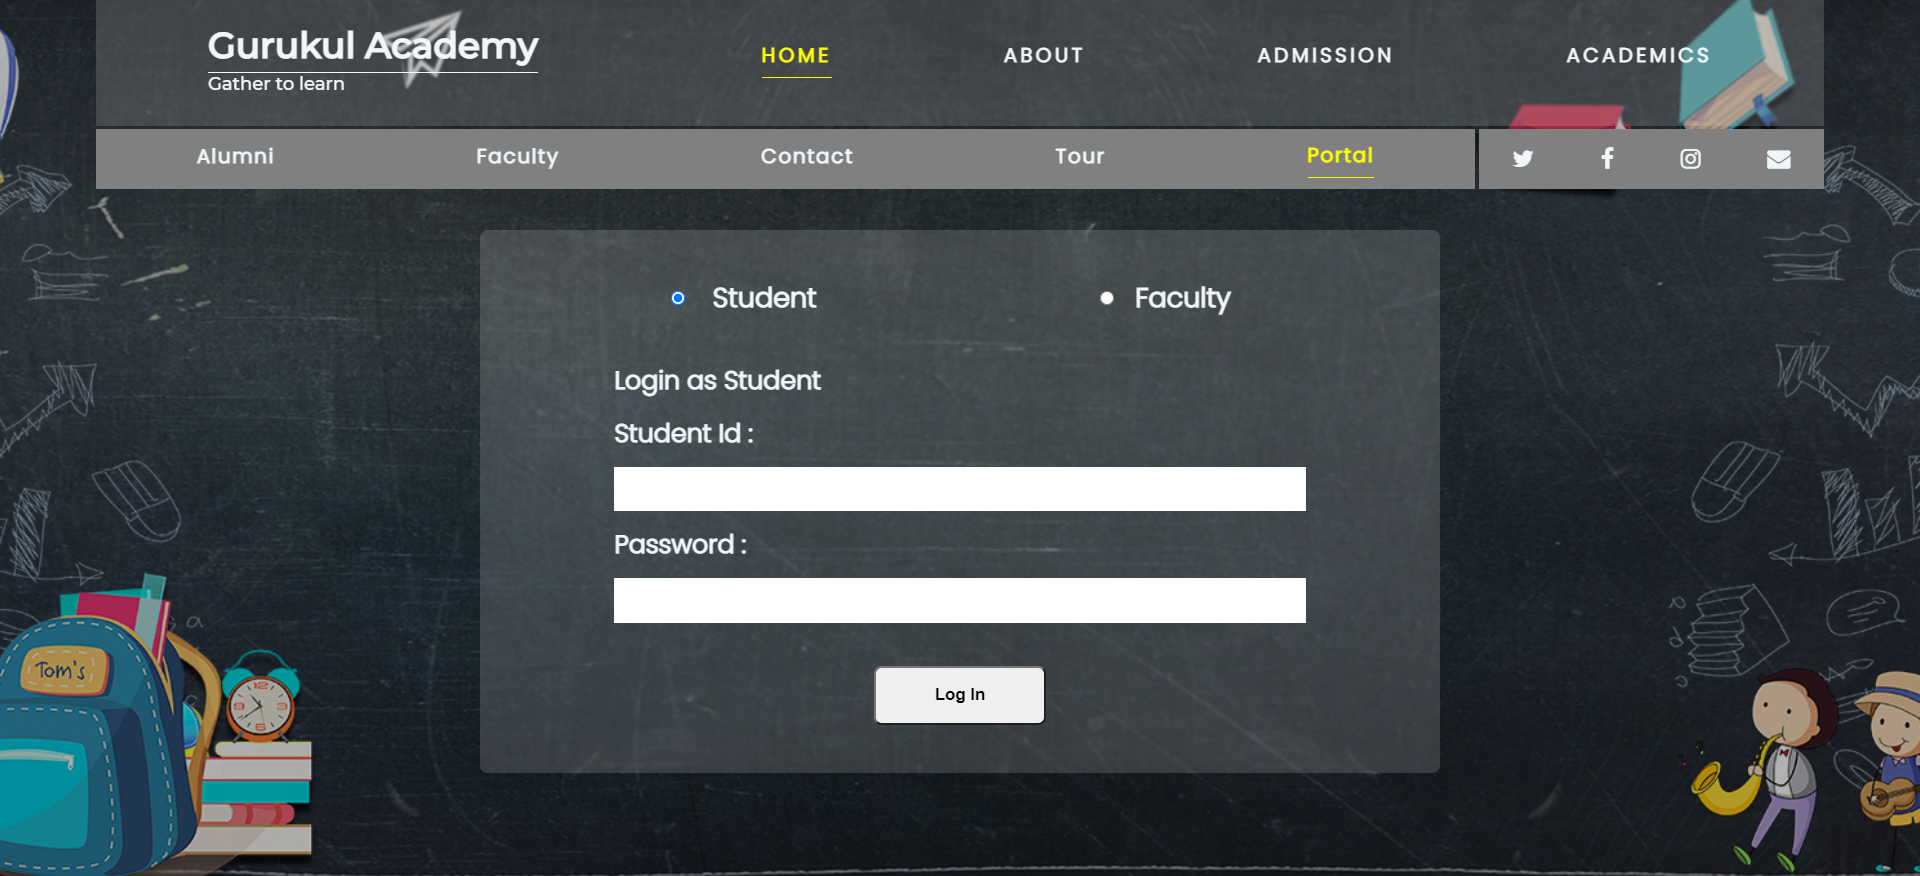 Gurukul Academy
Gather to learn
HOME ABOUT ADMISSION ACADEMICS
Alumni Faculty Contact Tour Portal
Student Faculty
Login as Student
Student Id :
Password :
Log In
Tom's